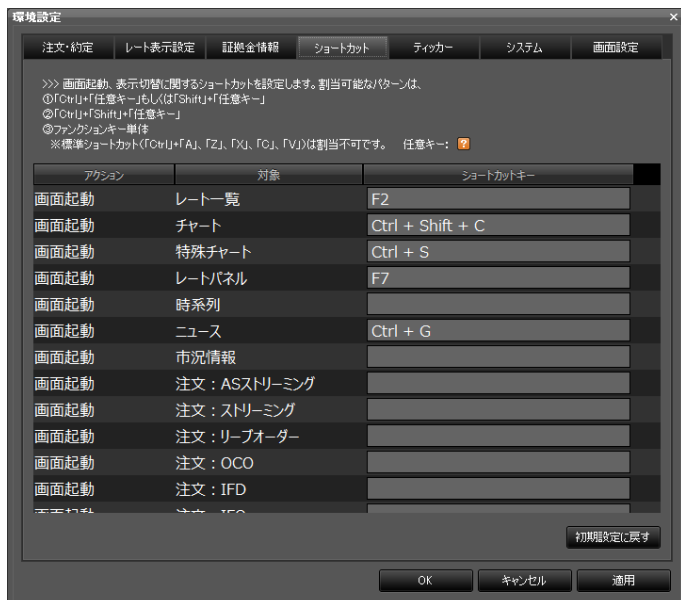 環境設定 ×
注文・約定 レート表示設定 証拠金情報 ショートカット ティッカー システム 画面設定
>>> 画面起動、表示切替に関するショートカットを設定します。割当可能なパターンは、
①「Ctrl」+「任意キー」もしくは「Shift」+「任意キー」
②「Ctrl」+「Shift」+「任意キー」
③ファンクションキー単体
※標準ショートカット(「Ctrl」+「A」、「Z」、「X」、「C」、「V」)は割当不可です。 任意キー: ?
アクション 対象 ショートカットキー
画面起動 レート一覧 F2
画面起動 チャート Ctrl + Shift + C
画面起動 特殊チャート Ctrl + S
画面起動 レートパネル F7
画面起動 時系列
画面起動 ニュース Ctrl + G
画面起動 市況情報
画面起動 注文：ASストリーミング
画面起動 注文：ストリーミング
画面起動 注文：リーブオーダー
画面起動 注文：OCO
画面起動 注文：IFD
初期設定に戻す
OK キャンセル 適用